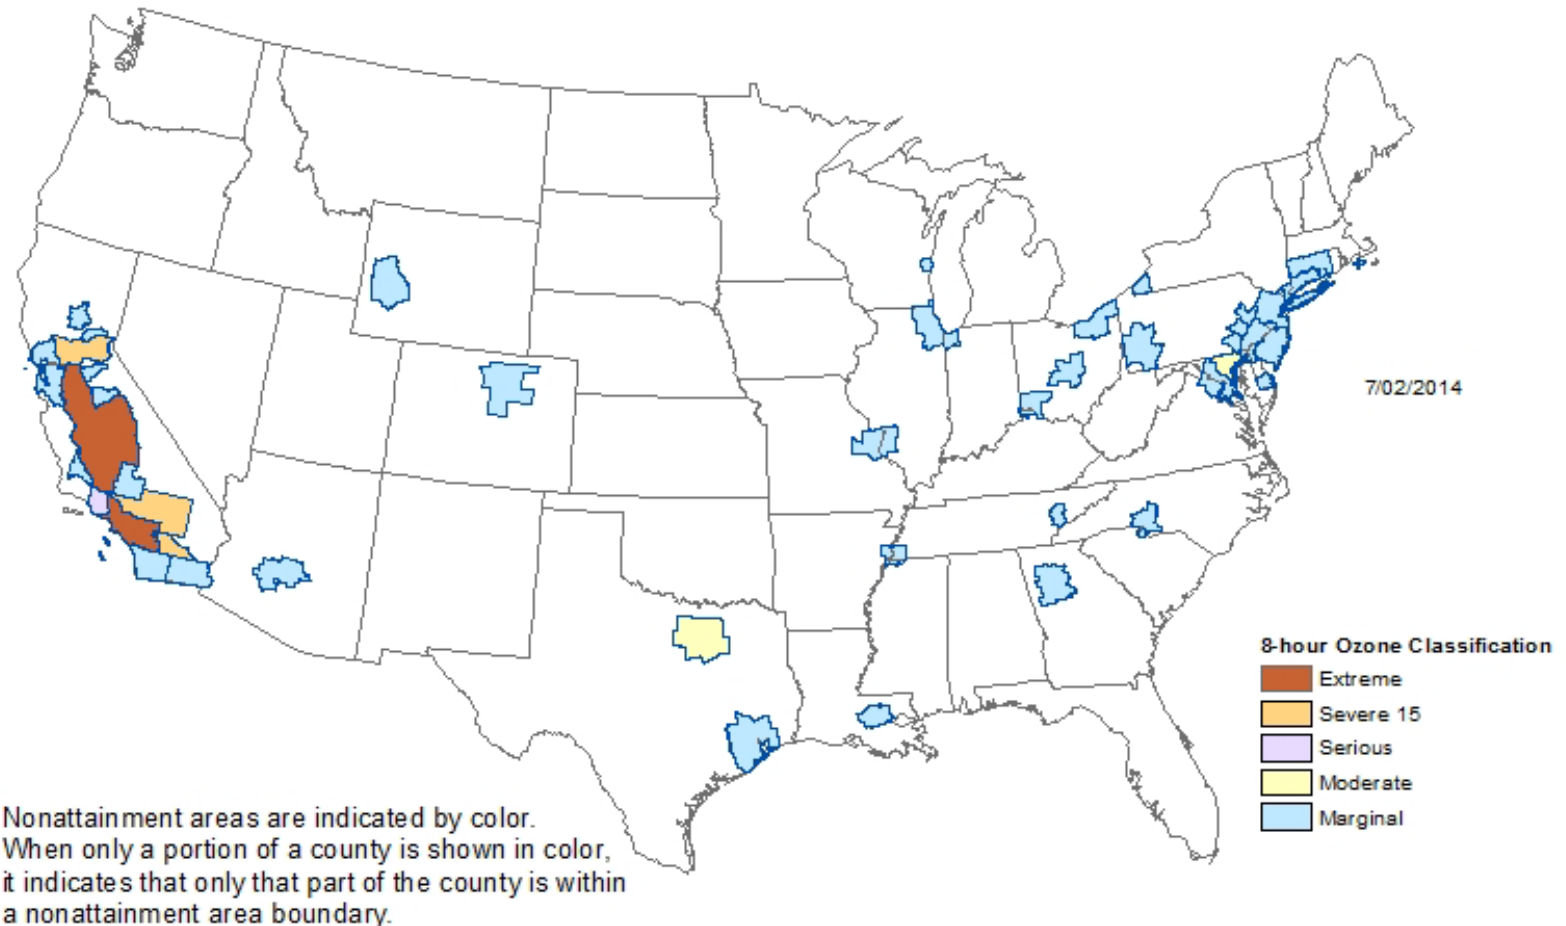 7/02/2014
8-hour Ozone Classification
Extreme
Severe 15
Serious
Moderate
Marginal
Nonattainment areas are indicated by color.
When only a portion of a county is shown in color,
it indicates that only that part of the county is within
a nonattainment area boundary.